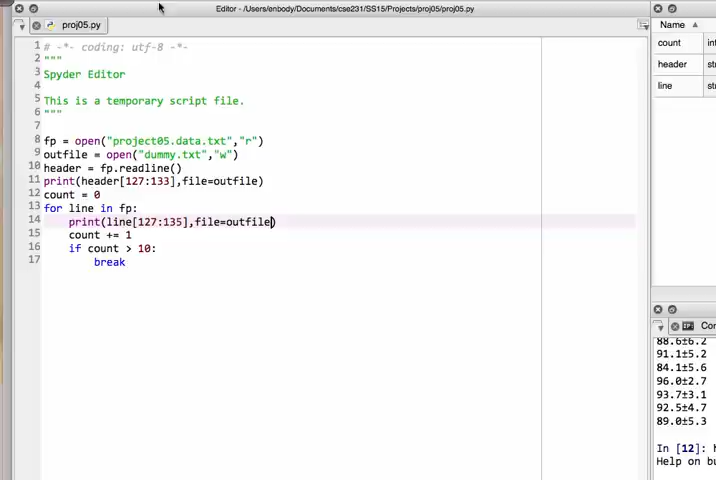 Editor - /Users/enbody/Documents/cse231/SS15/Projects/proj05/proj05.py
proj05.py
1 # -*- coding: utf-8 -*-
2 """
3 Spyder Editor
4
5 This is a temporary script file.
6 """
7
8 fp = open("project05.data.txt","r")
9 outfile = open("dummy.txt","w")
10 header = fp.readline()
11 print(header[127:133],file=outfile)
12 count = 0
13 for line in fp:
14 print(line[127:135],file=outfile)
15 count += 1
16 if count > 10:
17 break
Name
count int
header str
line str
Con
88.6±6.2
91.1±5.2
84.1±5.6
96.0±2.7
93.7±3.1
92.5±4.7
89.0±5.3
In [12]: h
Help on bu